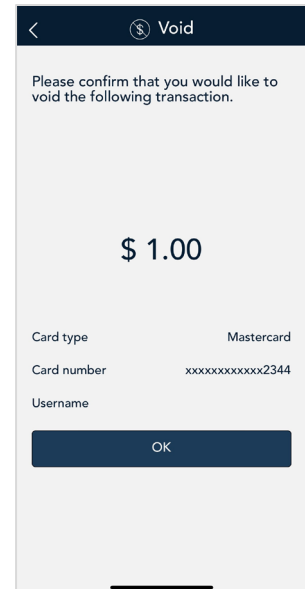 Void
Please confirm that you would like to
void the following transaction.
$ 1.00
Card type Mastercard
Card number xxxxxxxxxxxx2344
Username
OK